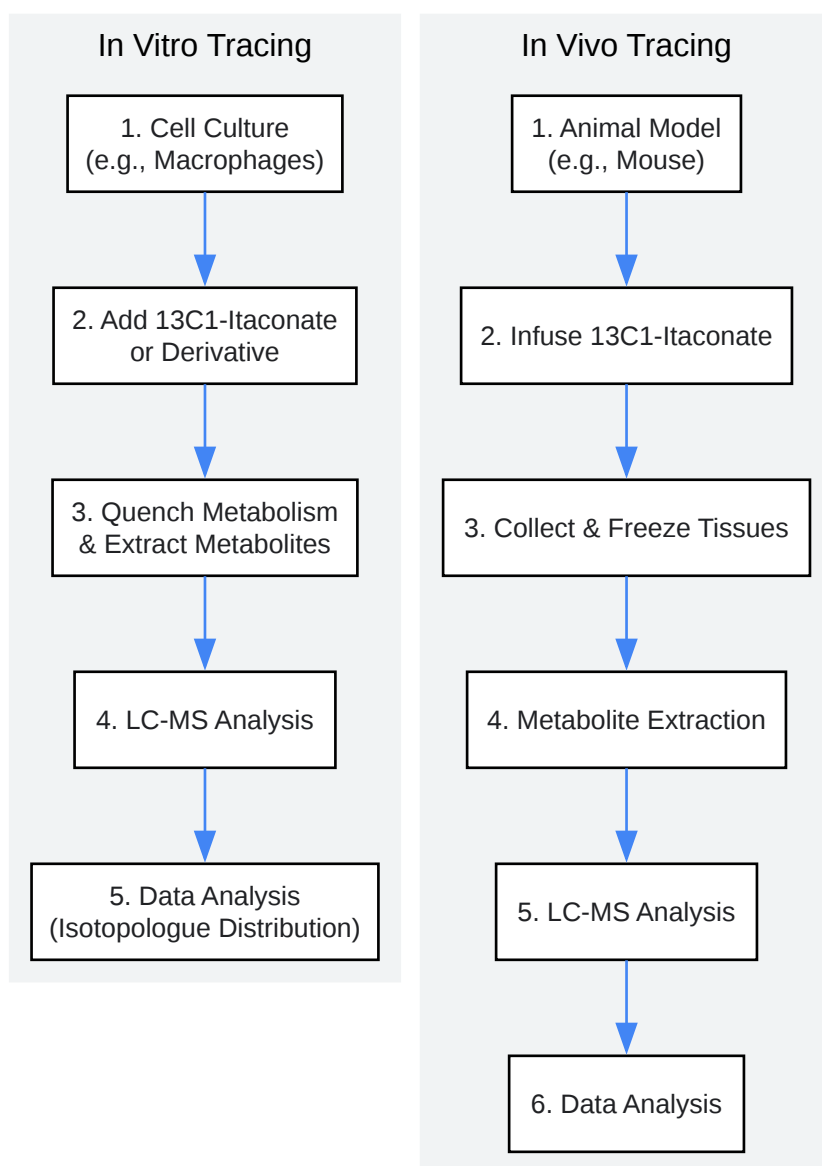 In Vitro Tracing
1. Cell Culture
(e.g., Macrophages)
2. Add 13C1-Itaconate
or Derivative
3. Quench Metabolism
& Extract Metabolites
4. LC-MS Analysis
5. Data Analysis
(Isotopologue Distribution)
In Vivo Tracing
1. Animal Model
(e.g., Mouse)
2. Infuse 13C1-Itaconate
3. Collect & Freeze Tissues
4. Metabolite Extraction
5. LC-MS Analysis
6. Data Analysis